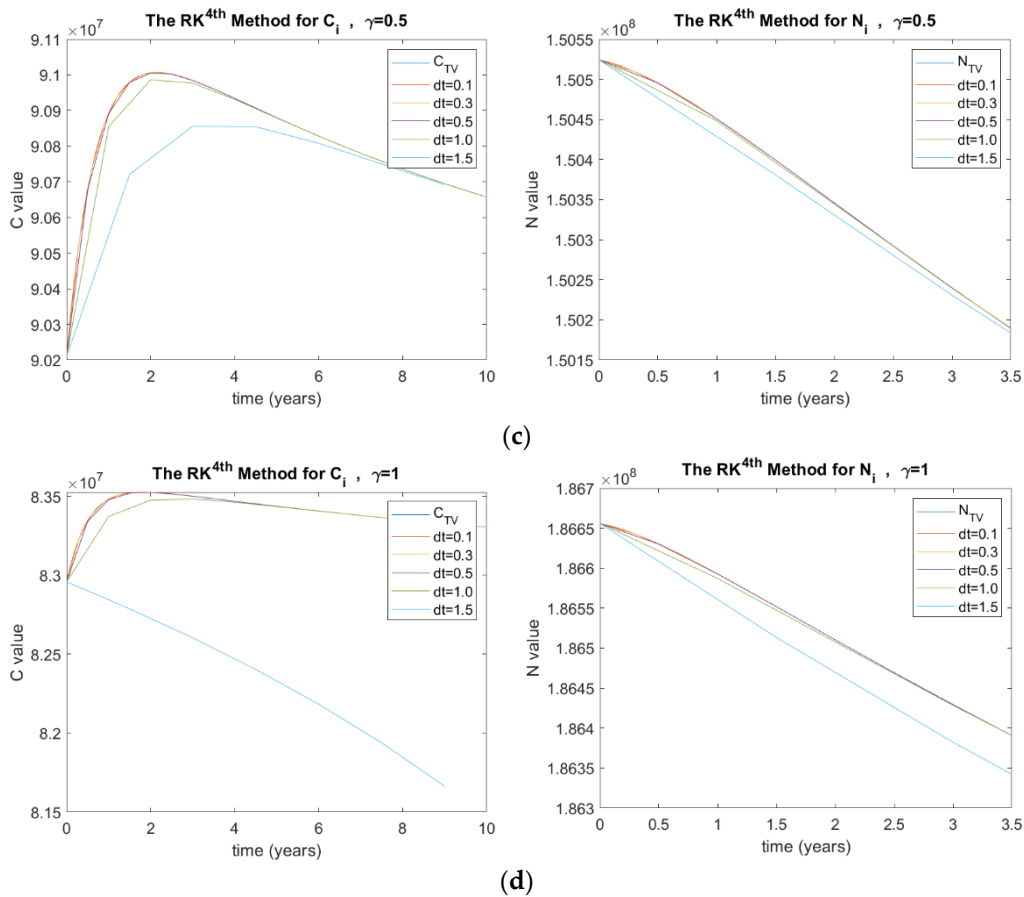 The RK4th Method for Ci , γ=0.5
×10^7
9.11
9.1
9.09
9.08
9.07
9.06
9.05
9.04
9.03
9.02
C value
0 2 4 6 8 10
time (years)
CTV
dt=0.1
dt=0.3
dt=0.5
dt=1.0
dt=1.5
The RK4th Method for Ni , γ=0.5
×10^8
1.5055
1.505
1.5045
1.504
1.5035
1.503
1.5025
1.502
1.5015
N value
0 0.5 1 1.5 2 2.5 3 3.5
time (years)
NTV
dt=0.1
dt=0.3
dt=0.5
dt=1.0
dt=1.5
(c)
The RK4th Method for Ci , γ=1
×10^7
8.35
8.3
8.25
8.2
8.15
C value
0 2 4 6 8 10
time (years)
CTV
dt=0.1
dt=0.3
dt=0.5
dt=1.0
dt=1.5
The RK4th Method for Ni , γ=1
×10^8
1.867
1.8665
1.866
1.8655
1.865
1.8645
1.864
1.8635
1.863
N value
0 0.5 1 1.5 2 2.5 3 3.5
time (years)
NTV
dt=0.1
dt=0.3
dt=0.5
dt=1.0
dt=1.5
(d)